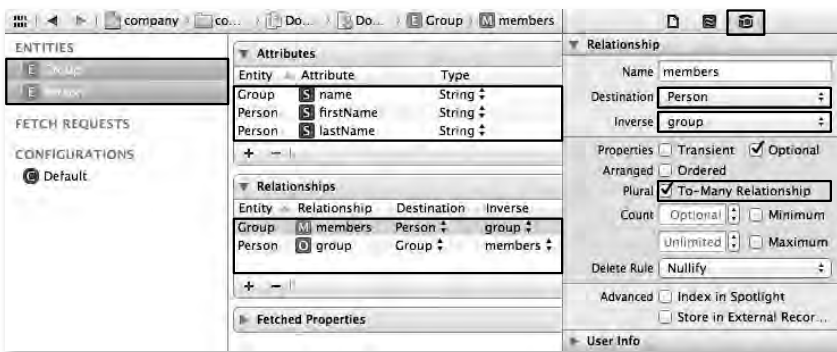 company co... Do... Do... E Group M members
ENTITIES
E Group
E Person
FETCH REQUESTS
CONFIGURATIONS
C Default
Attributes
Entity Attribute Type
Group S name String
Person S firstName String
Person S lastName String
+ −
Relationships
Entity Relationship Destination Inverse
Group M members Person group
Person O group Group members
+ −
Fetched Properties
Relationship
Name members
Destination Person
Inverse group
Properties Transient Optional
Arranged Ordered
Plural To-Many Relationship
Count Optional Minimum
Unlimited Maximum
Delete Rule Nullify
Advanced Index in Spotlight
Store in External Recor...
User Info